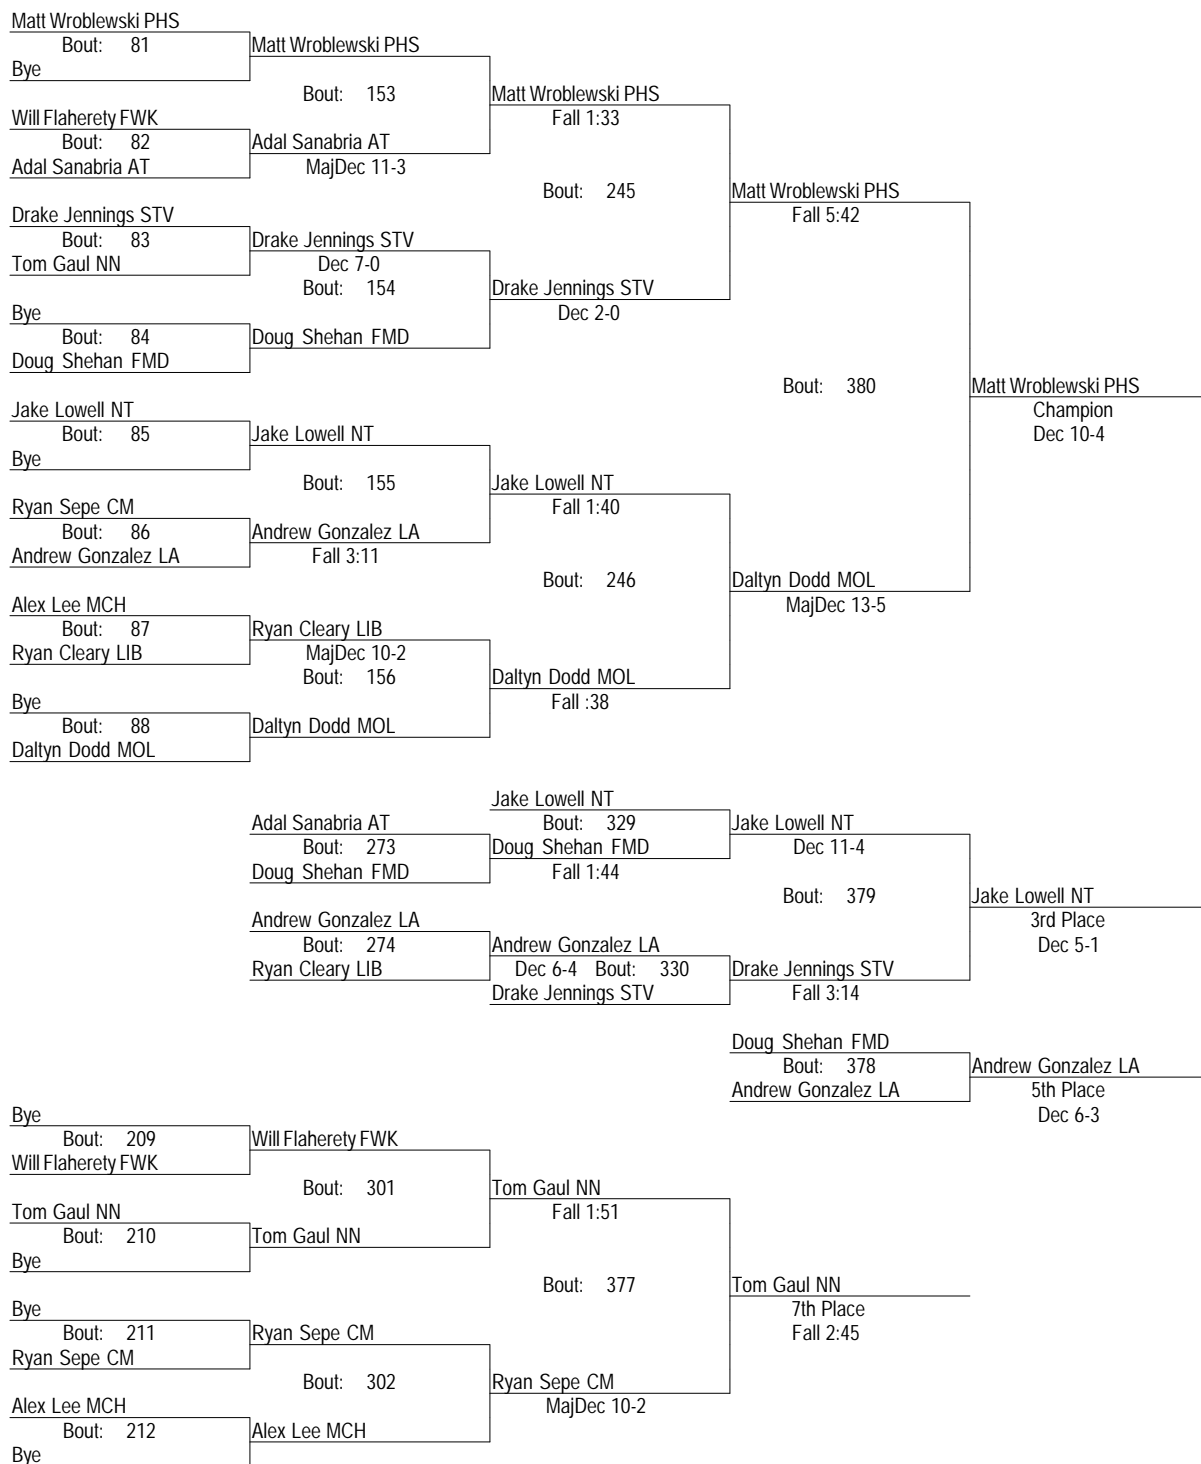 Matt Wroblewski PHS
Bout: 81
Matt Wroblewski PHS
Bye
Bout: 153
Matt Wroblewski PHS
Will Flaherety FWK
Fall 1:33
Bout: 82
Adal Sanabria AT
Adal Sanabria AT
MajDec 11-3
Bout: 245
Matt Wroblewski PHS
Drake Jennings STV
Fall 5:42
Bout: 83
Drake Jennings STV
Tom Gaul NN
Dec 7-0
Bout: 154
Drake Jennings STV
Bye
Dec 2-0
Bout: 84
Doug Shehan FMD
Doug Shehan FMD
Bout: 380
Matt Wroblewski PHS
Jake Lowell NT
Champion
Bout: 85
Jake Lowell NT
Dec 10-4
Bye
Bout: 155
Jake Lowell NT
Ryan Sepe CM
Fall 1:40
Bout: 86
Andrew Gonzalez LA
Andrew Gonzalez LA
Fall 3:11
Bout: 246
Daltyn Dodd MOL
Alex Lee MCH
MajDec 13-5
Bout: 87
Ryan Cleary LIB
Ryan Cleary LIB
MajDec 10-2
Bout: 156
Daltyn Dodd MOL
Bye
Fall :38
Bout: 88
Daltyn Dodd MOL
Daltyn Dodd MOL
Jake Lowell NT
Adal Sanabria AT
Bout: 329
Jake Lowell NT
Bout: 273
Doug Shehan FMD
Dec 11-4
Doug Shehan FMD
Fall 1:44
Bout: 379
Jake Lowell NT
Andrew Gonzalez LA
3rd Place
Bout: 274
Andrew Gonzalez LA
Dec 5-1
Ryan Cleary LIB
Dec 6-4 Bout: 330
Drake Jennings STV
Drake Jennings STV
Fall 3:14
Doug Shehan FMD
Bout: 378
Andrew Gonzalez LA
Andrew Gonzalez LA
5th Place
Bye
Dec 6-3
Bout: 209
Will Flaherety FWK
Will Flaherety FWK
Bout: 301
Tom Gaul NN
Tom Gaul NN
Fall 1:51
Bout: 210
Tom Gaul NN
Bye
Bout: 377
Tom Gaul NN
Bye
7th Place
Bout: 211
Ryan Sepe CM
Fall 2:45
Ryan Sepe CM
Bout: 302
Ryan Sepe CM
Alex Lee MCH
MajDec 10-2
Bout: 212
Alex Lee MCH
Bye